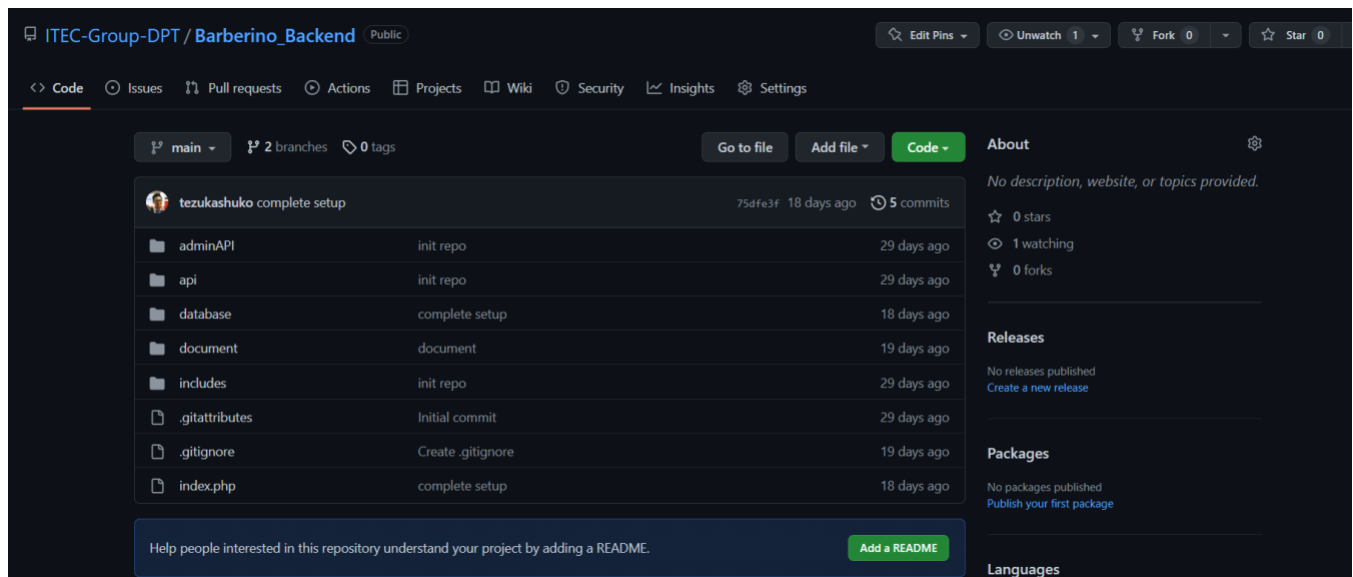 ITEC-Group-DPT / Barberino_Backend Public
Edit Pins Unwatch 1 Fork 0 Star 0
Code Issues Pull requests Actions Projects Wiki Security Insights Settings
main 2 branches 0 tags Go to file Add file Code
tezukashuko complete setup 75dfe3f 18 days ago 5 commits
adminAPI init repo 29 days ago
api init repo 29 days ago
database complete setup 18 days ago
document document 19 days ago
includes init repo 29 days ago
.gitattributes Initial commit 29 days ago
.gitignore Create .gitignore 19 days ago
index.php complete setup 18 days ago
Help people interested in this repository understand your project by adding a README. Add a README
About
No description, website, or topics provided.
0 stars
1 watching
0 forks
Releases
No releases published
Create a new release
Packages
No packages published
Publish your first package
Languages